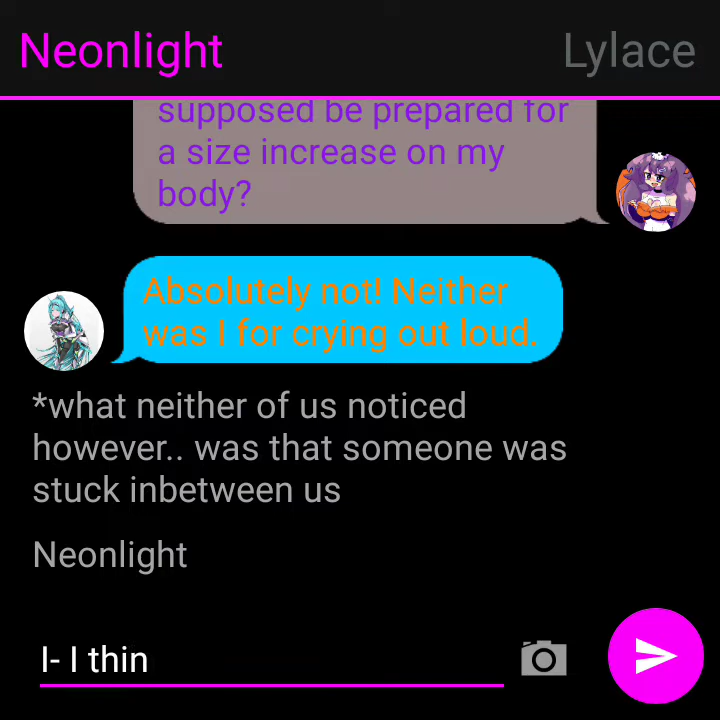 Neonlight Lylace
supposed be prepared for
a size increase on my
body?
Absolutely not! Neither
was I for crying out loud.
*what neither of us noticed
however.. was that someone was
stuck inbetween us
Neonlight
I- I thin